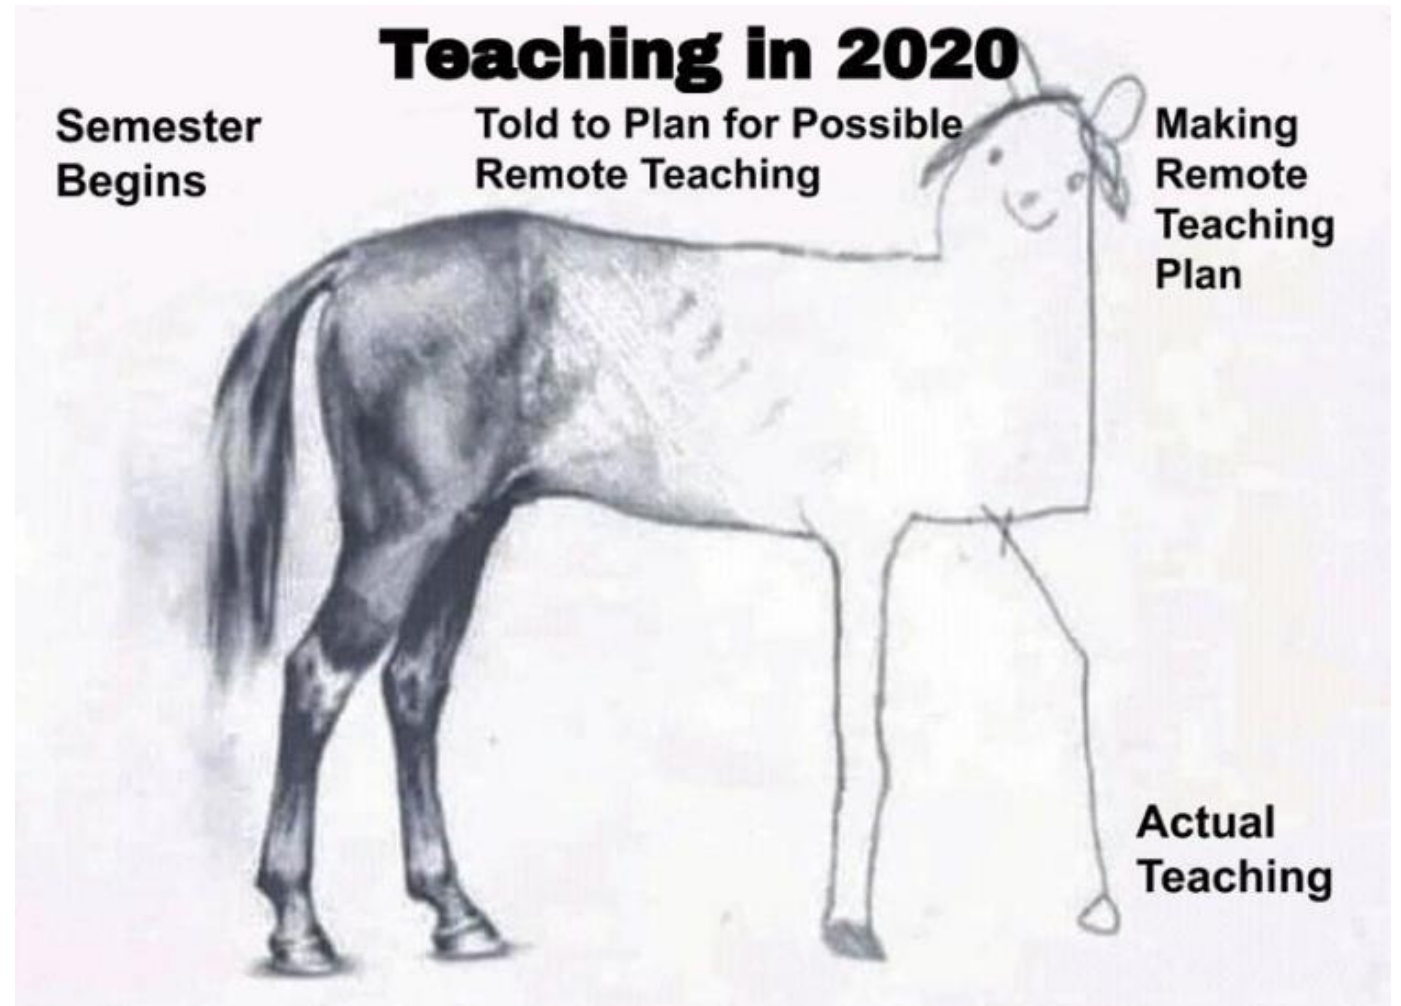 Teaching in 2020
Semester
Begins
Told to Plan for Possible
Remote Teaching
Making
Remote
Teaching
Plan
Actual
Teaching